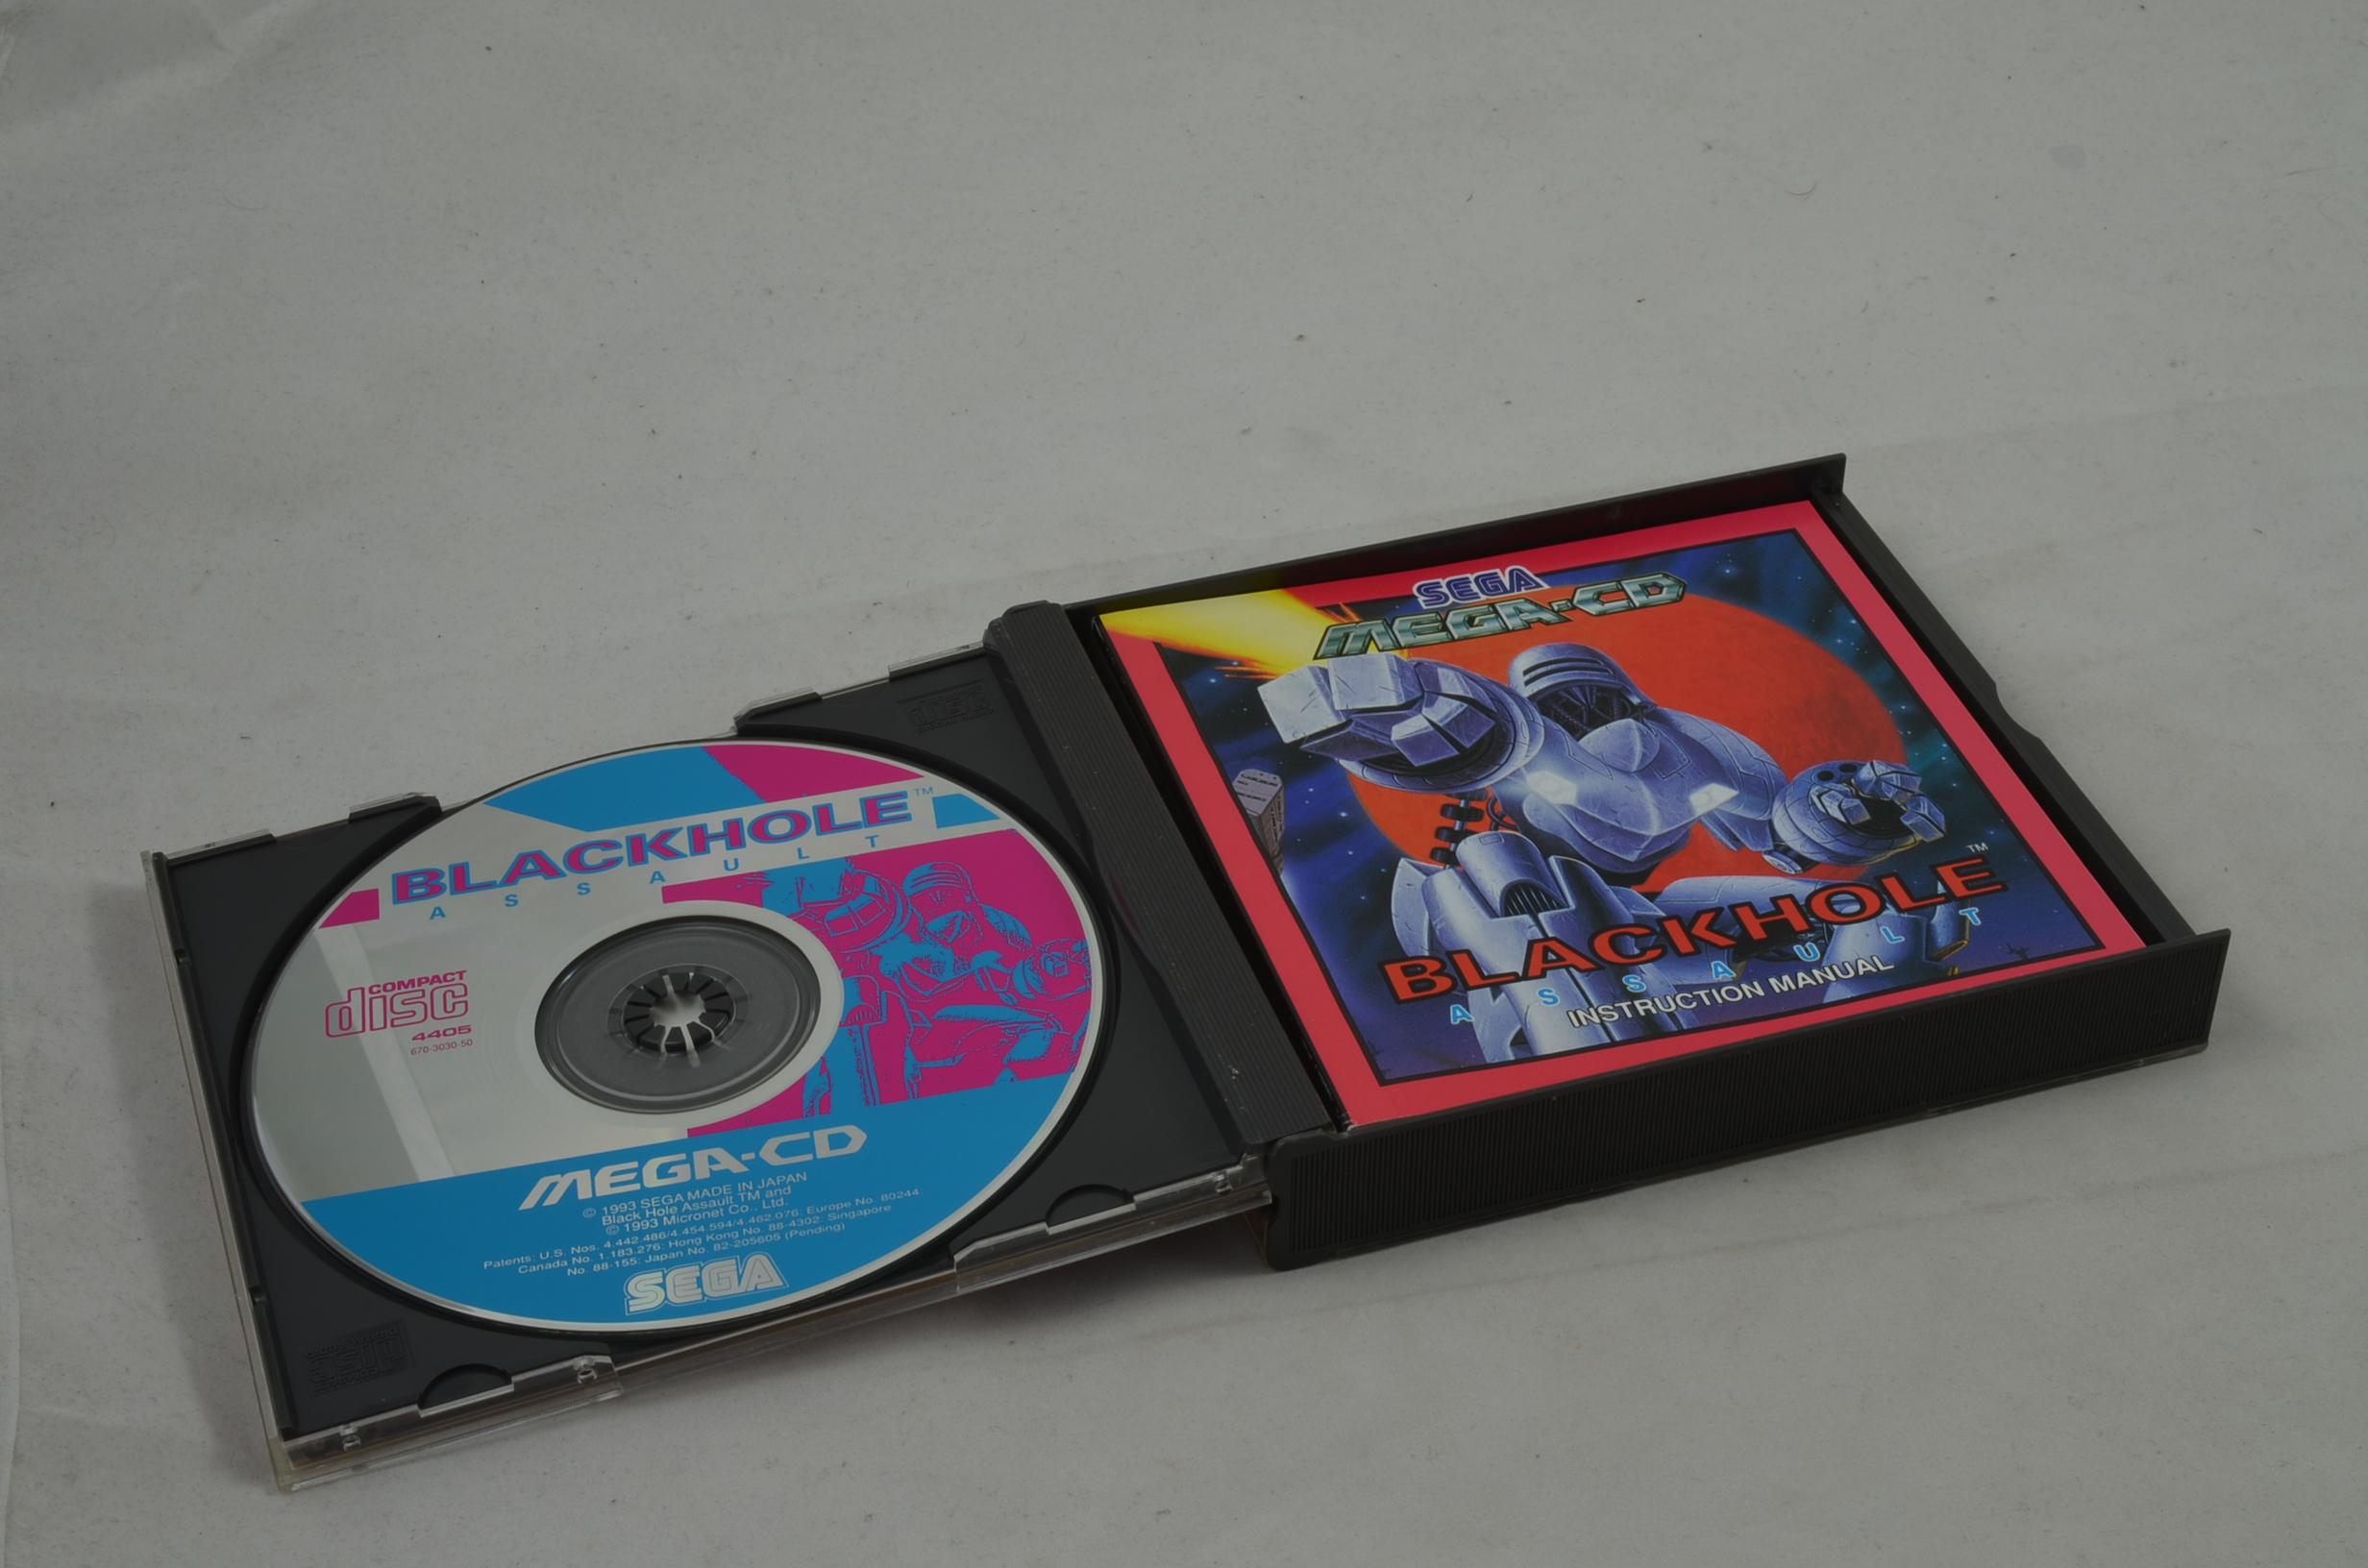 BLACKHOLE™
ASSAULT
COMPACT
disc
4405
670-3030-50
MEGA-CD
© 1993 SEGA MADE IN JAPAN
Black Hole Assault TM and
© 1993 Micronet Co., Ltd.
Patents: U.S. Nos. 4.442.486/4.454.594/4.462.076: Europe No. 80244.
Canada No. 1.183.276: Hong Kong No. 88-4302: Singapore
No. 88-155: Japan No. 82-205605 (Pending)
SEGA
SEGA
MEGA-CD
BLACKHOLE™
ASSAULT
INSTRUCTION MANUAL